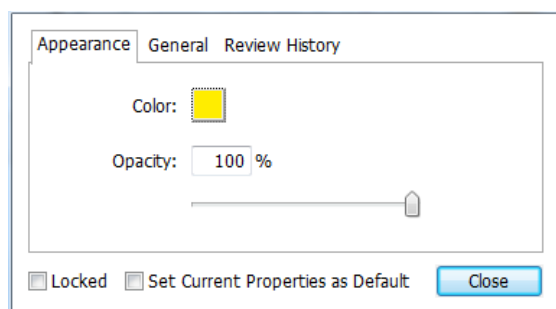 Appearance General Review History
Color:
Opacity: 100 %
Locked Set Current Properties as Default Close